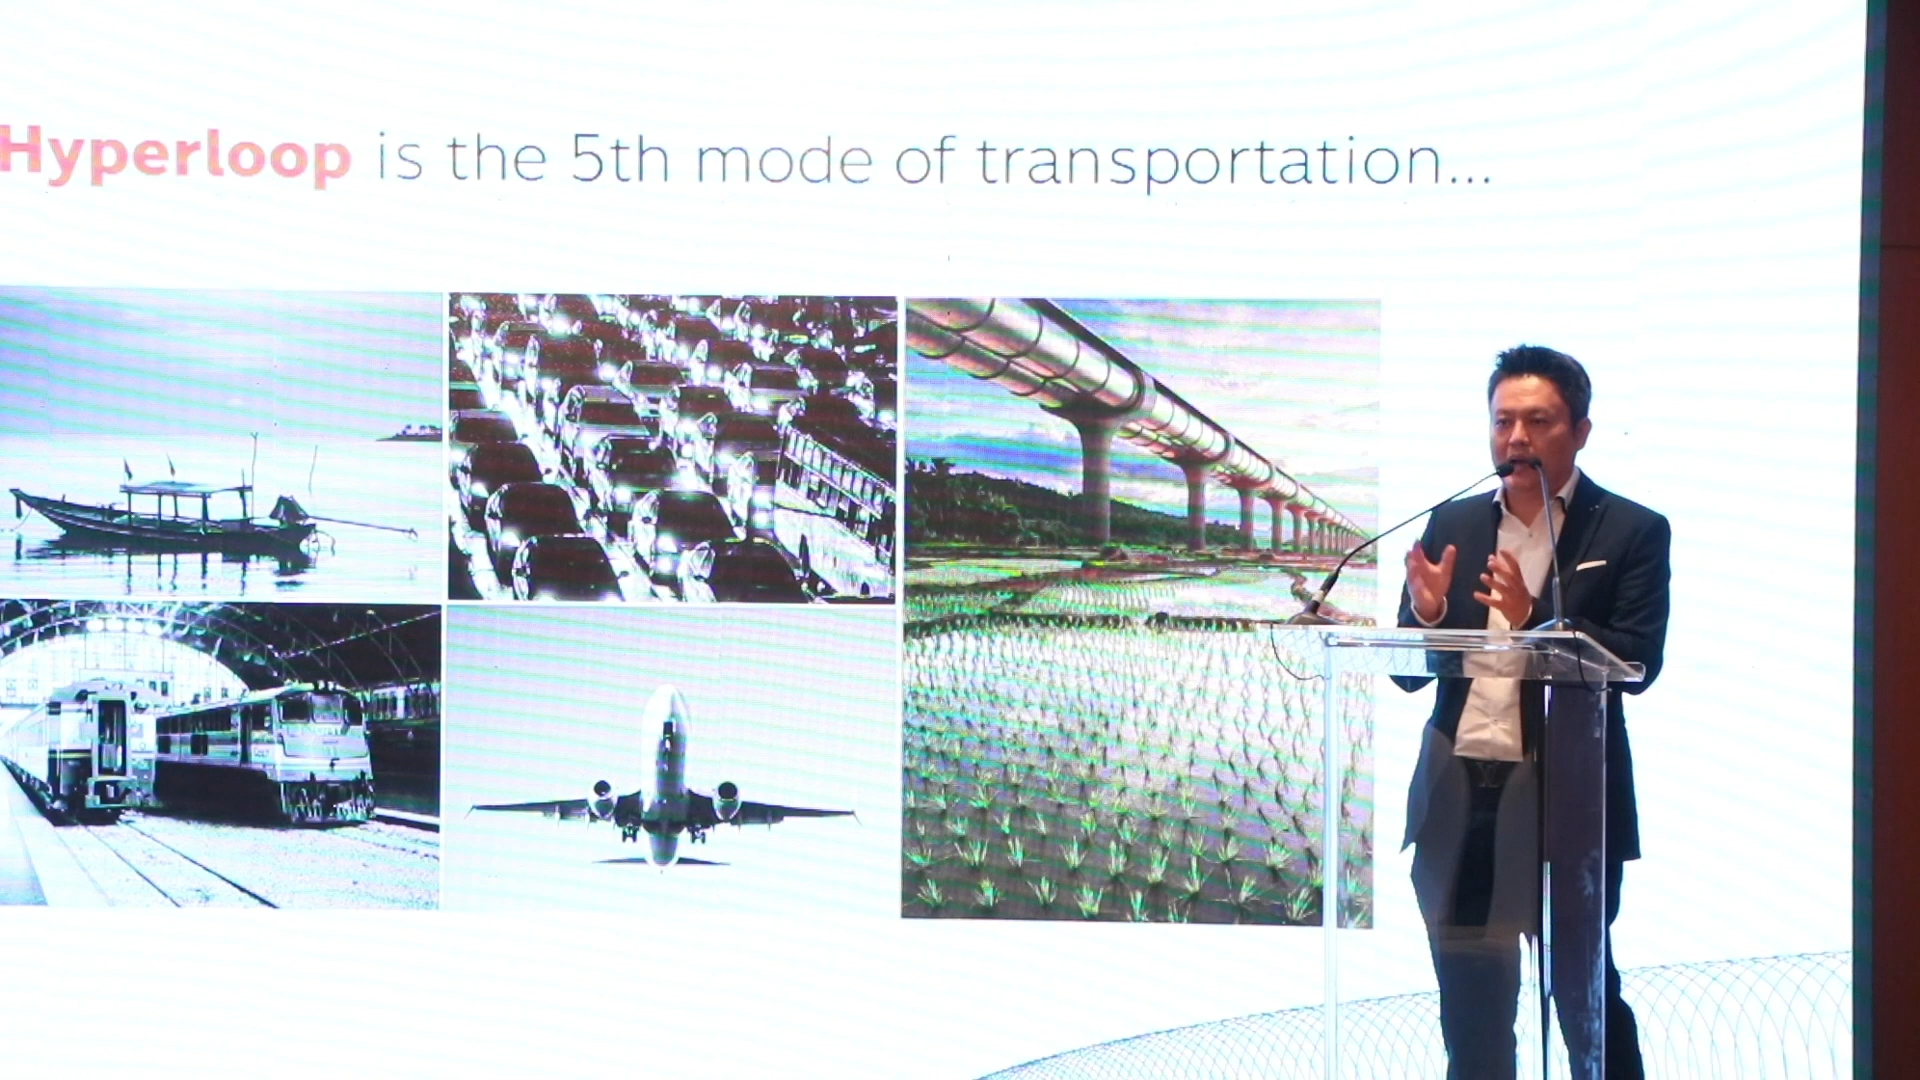 Hyperloop is the 5th mode of transportation...